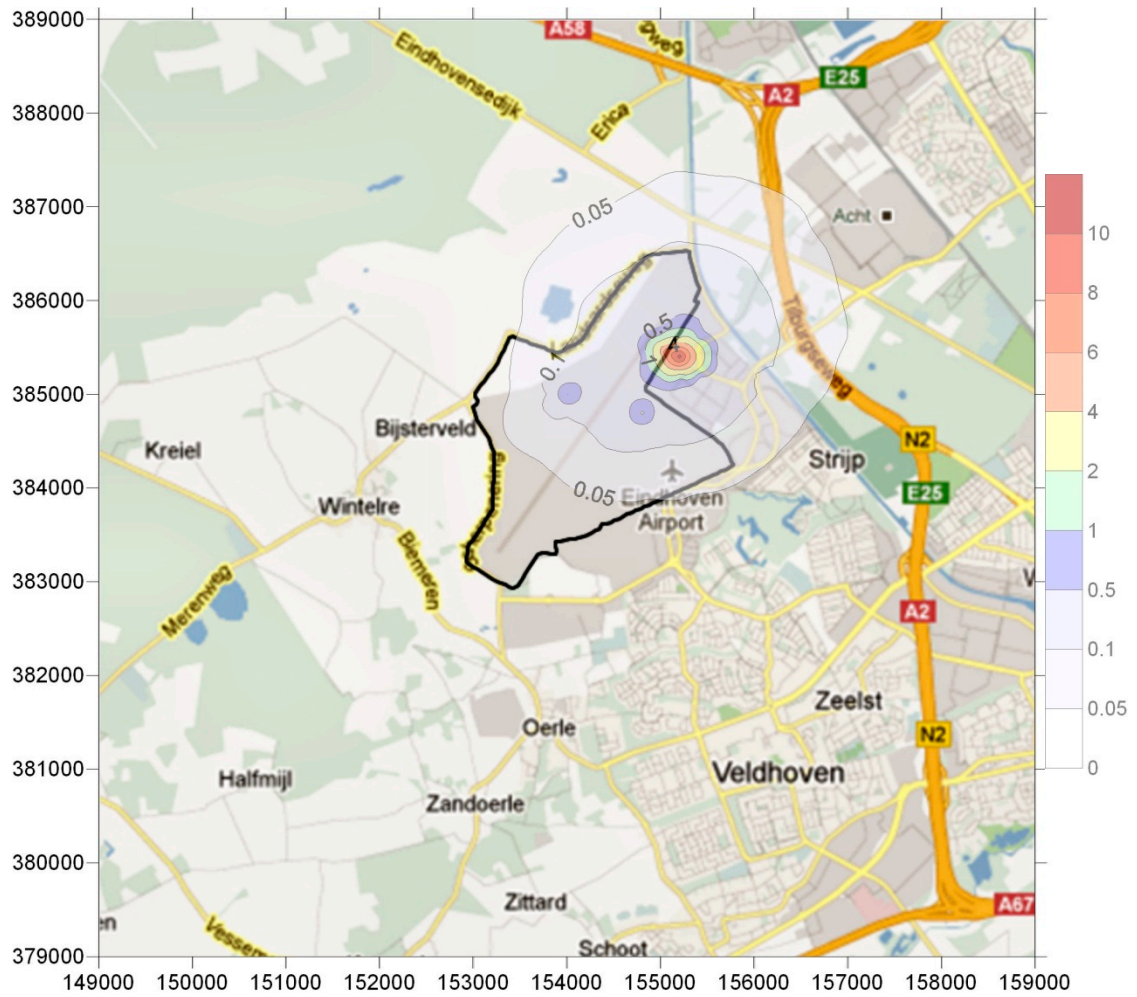 389000
388000
387000
386000
385000
384000
383000
382000
381000
380000
379000
149000
150000
151000
152000
153000
154000
155000
156000
157000
158000
159000
A58
Eindhovensedijk
Erica
A2
E25
Acht
0.05
0.1
0.5
1
4
Tilburgseweg
Bijsterveld
Kreiel
Wintelre
Biemeren
Merenweg
0.05
Eindhoven
Airport
Strijp
N2
E25
A2
Zeelst
N2
Oerle
Halfmijl
Zandoerle
Veldhoven
Zittard
Schoot
A67
10
8
6
4
2
1
0.5
0.1
0.05
0